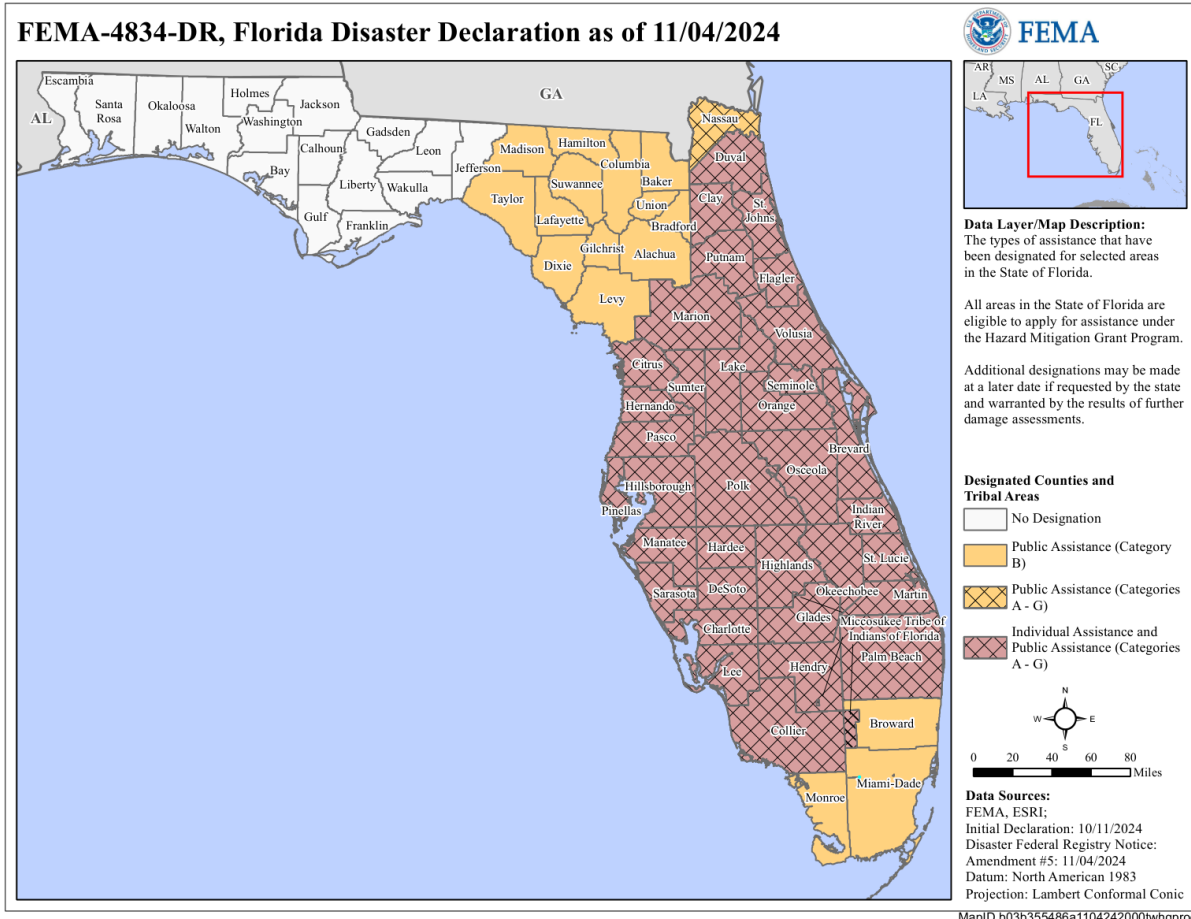 FEMA-4834-DR, Florida Disaster Declaration as of 11/04/2024
FEMA
AR
SC
MS
AL
GA
LA
FL
Escambia
Santa
Rosa
Okaloosa
Walton
Holmes
Washington
Jackson
Bay
Calhoun
Gulf
Liberty
Gadsden
Leon
Wakulla
Franklin
Jefferson
AL
GA
Madison
Taylor
Hamilton
Suwannee
Lafayette
Columbia
Baker
Union
Bradford
Gilchrist
Dixie
Alachua
Levy
Nassau
Duval
Clay
St.
Johns
Putnam
Flagler
Marion
Volusia
Citrus
Sumter
Lake
Seminole
Hernando
Orange
Pasco
Brevard
Osceola
Hillsborough
Polk
Pinellas
Indian
River
Manatee
Hardee
Highlands
St. Lucie
Sarasota
DeSoto
Okeechobee
Martin
Charlotte
Glades
Miccosukee Tribe of
Indians of Florida
Palm Beach
Lee
Hendry
Collier
Broward
Monroe
Miami-Dade
Data Layer/Map Description:
The types of assistance that have
been designated for selected areas
in the State of Florida.
All areas in the State of Florida are
eligible to apply for assistance under
the Hazard Mitigation Grant Program.
Additional designations may be made
at a later date if requested by the state
and warranted by the results of further
damage assessments.
Designated Counties and
Tribal Areas
No Designation
Public Assistance (Category
B)
Public Assistance (Categories
A - G)
Individual Assistance and
Public Assistance (Categories
A - G)
N
W
E
S
0 20 40 60 80
Miles
Data Sources:
FEMA, ESRI;
Initial Declaration: 10/11/2024
Disaster Federal Registry Notice:
Amendment #5: 11/04/2024
Datum: North American 1983
Projection: Lambert Conformal Conic